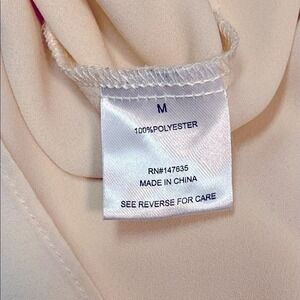 M
100%POLYESTER
RN#147635
MADE IN CHINA
SEE REVERSE FOR CARE